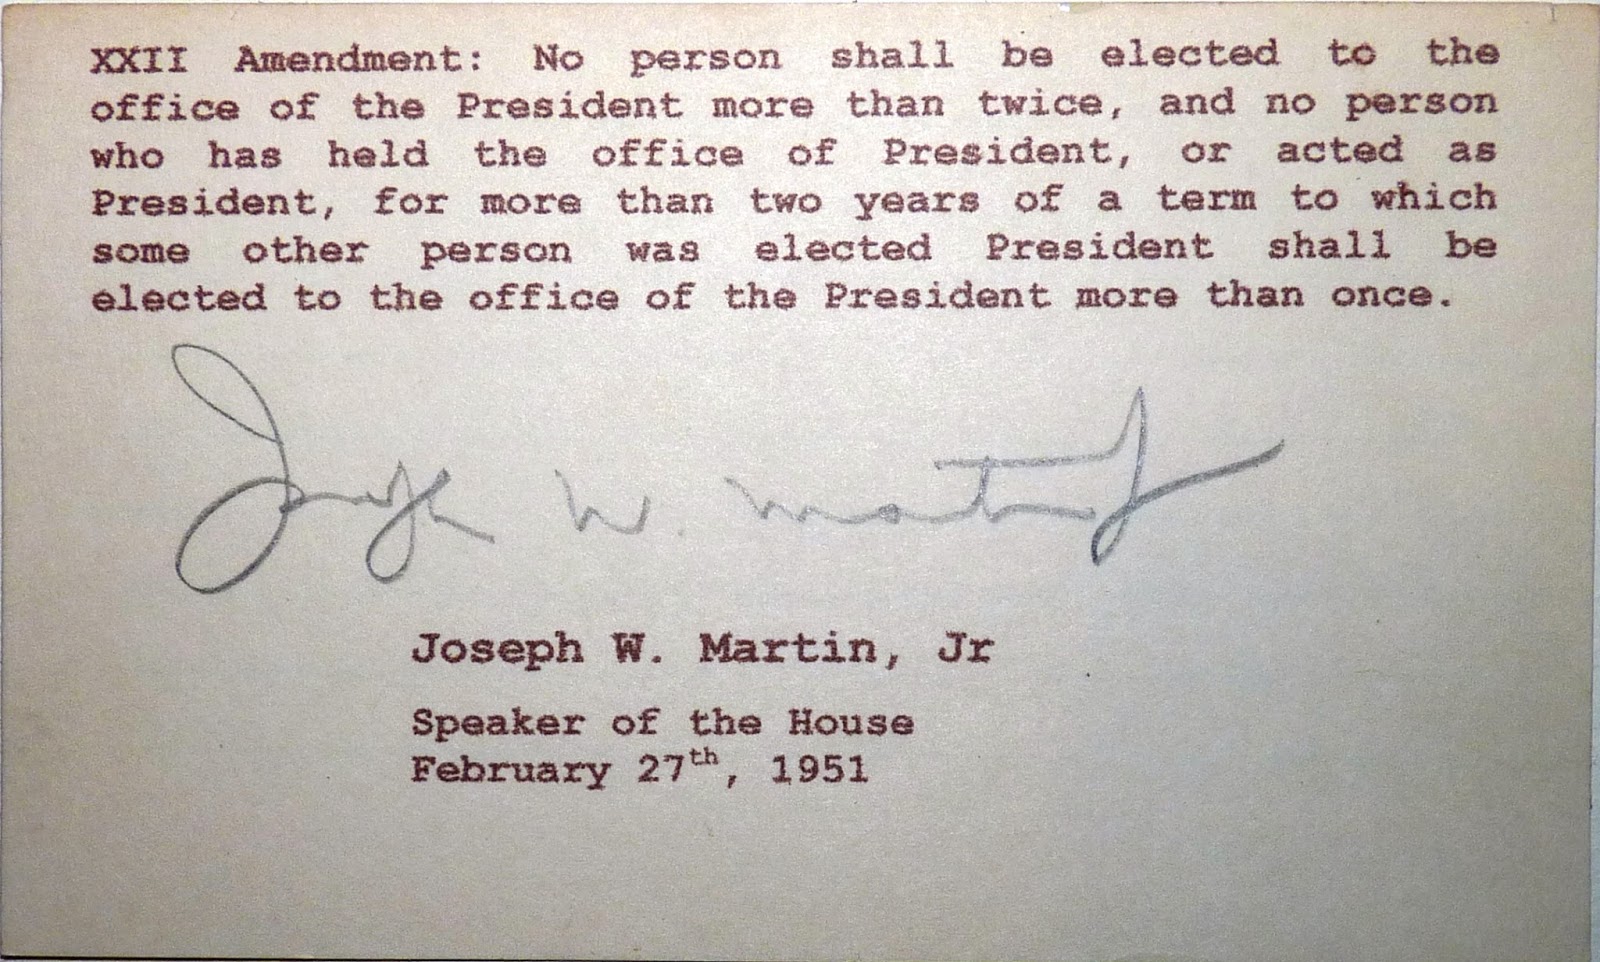 XXII Amendment: No person shall be elected to the
office of the President more than twice, and no person
who has held the office of President, or acted as
President, for more than two years of a term to which
some other person was elected President shall be
elected to the office of the President more than once.
Joseph W. Martin Jr
Joseph W. Martin, Jr
Speaker of the House
February 27th, 1951